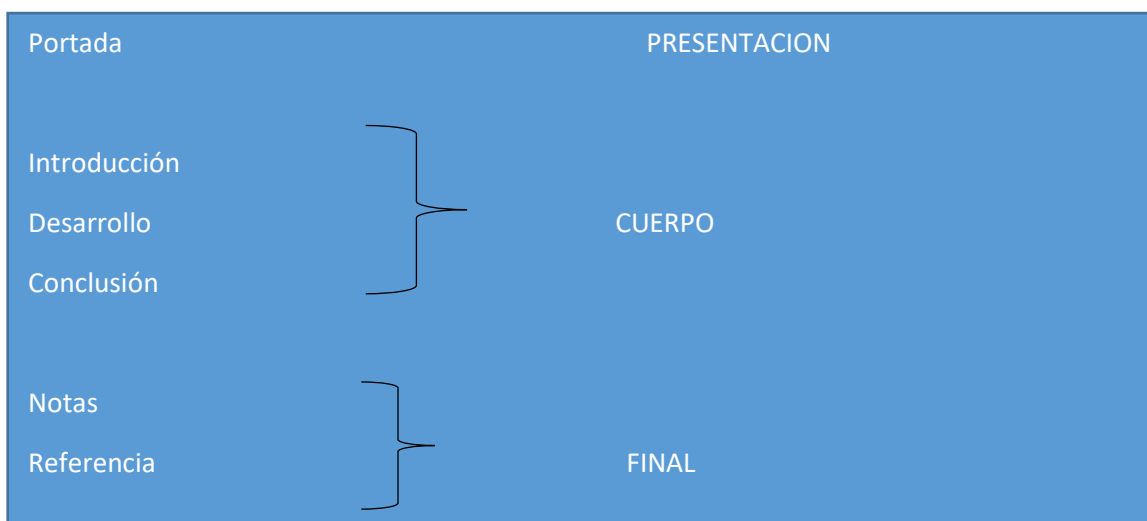 Portada PRESENTACION
Introducción
Desarrollo CUERPO
Conclusión
Notas
Referencia FINAL